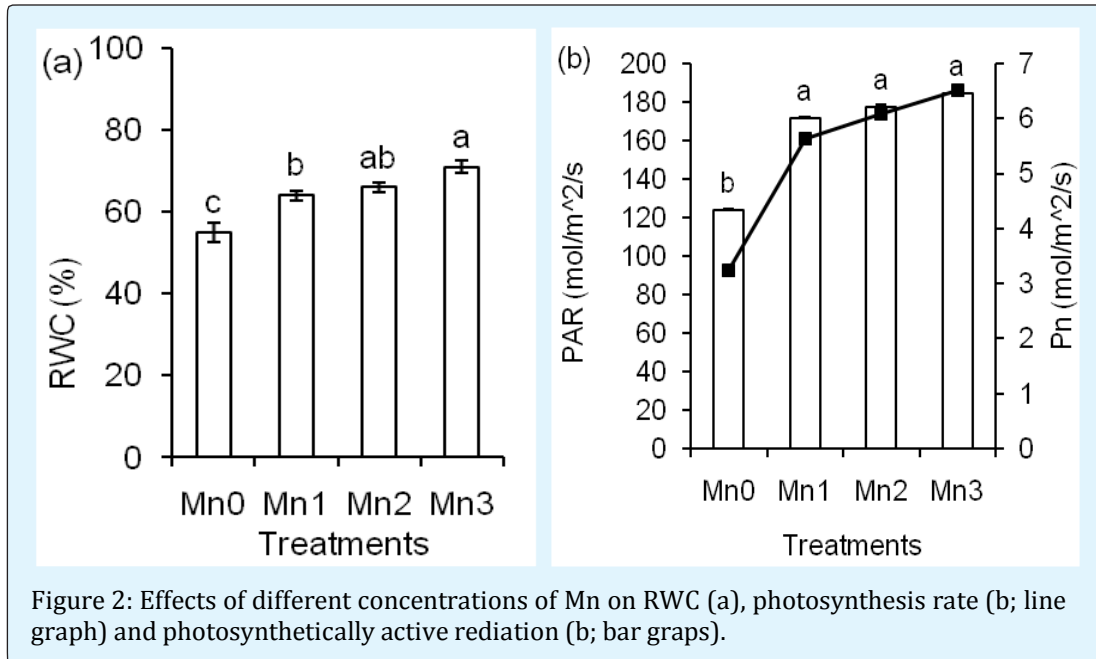 (a)
100
80
60
40
20
0
RWC (%)
c
b
ab
a
Mn0 Mn1 Mn2 Mn3
Treatments
(b)
200
180
160
140
120
100
80
60
40
20
0
PAR (mol/m^2/s)
b
a
a
a
7
6
5
4
3
2
1
0
Pn (mol/m^2/s)
Mn0 Mn1 Mn2 Mn3
Treatments
Figure 2: Effects of different concentrations of Mn on RWC (a), photosynthesis rate (b; line
graph) and photosynthetically active rediation (b; bar graps).